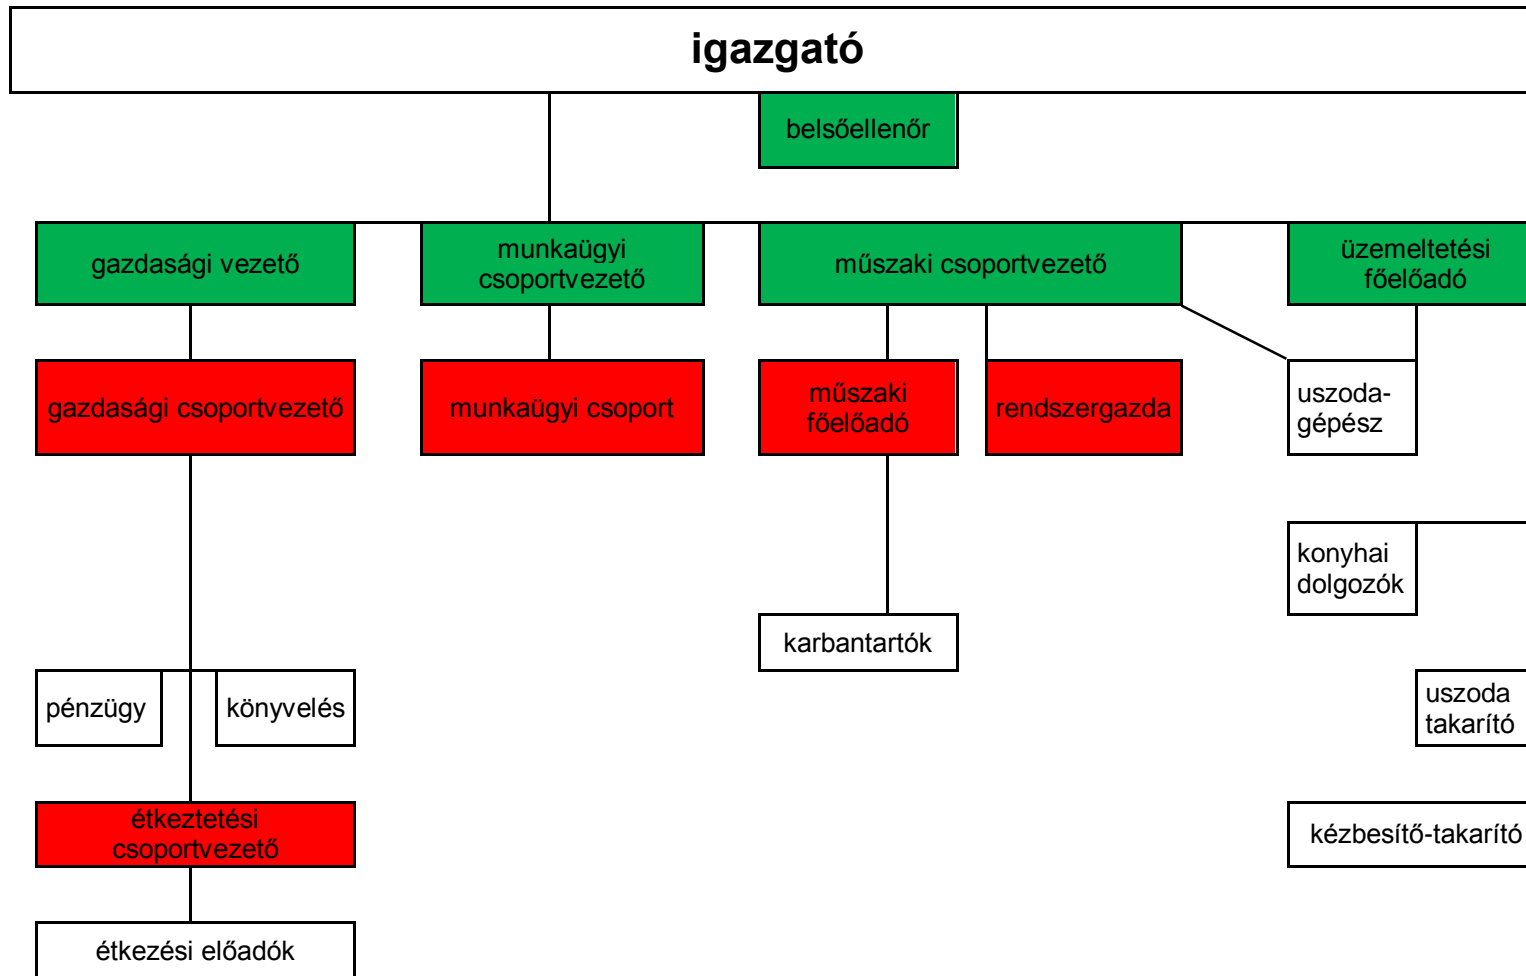 igazgató
belsőellenőr
gazdasági vezető
munkaügyi
csoportvezető
műszaki csoportvezető
üzemeltetési
főelőadó
gazdasági csoportvezető
munkaügyi csoport
műszaki
főelőadó
rendszergazda
uszoda-
gépész
konyhai
dolgozók
karbantartók
pénzügy
könyvelés
uszoda
takarító
étkeztetési
csoportvezető
kézbesítő-takarító
étkezési előadók